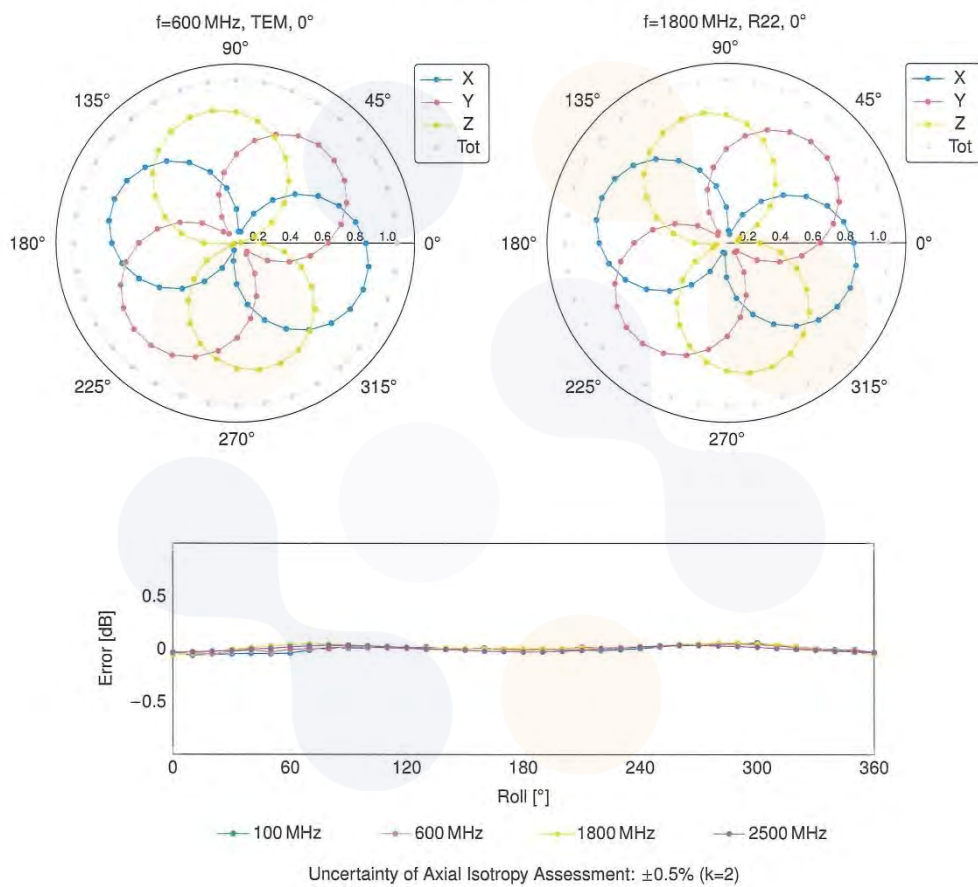 f=600 MHz, TEM, 0°
90°
135°
45°
180°
0.2 0.4 0.6 0.8 1.0
0°
225°
315°
270°
X
Y
Z
Tot
f=1800 MHz, R22, 0°
90°
135°
45°
180°
0.2 0.4 0.6 0.8 1.0
0°
225°
315°
270°
X
Y
Z
Tot
Error [dB]
0.5
0
−0.5
0 60 120 180 240 300 360
Roll [°]
100 MHz 600 MHz 1800 MHz 2500 MHz
Uncertainty of Axial Isotropy Assessment: ±0.5% (k=2)